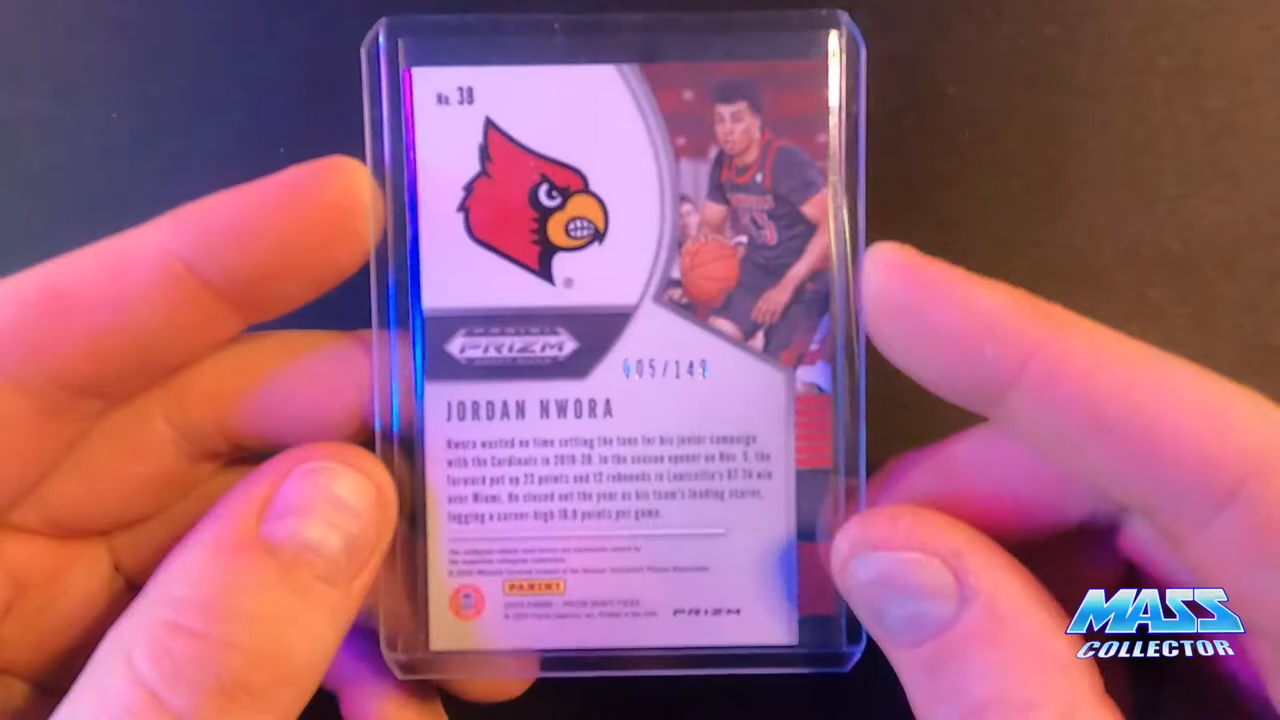 No. 38
PANINI
PRIZM
005/149
JORDAN NWORA
Nwora wasted no time setting the tone for his junior campaign
with the Cardinals in 2019-20. In the season opener on Nov. 5, the
forward put up 23 points and 12 rebounds in Louisville's 87-74 win
over Miami. He closed out the year as his team's leading scorer,
logging a career-high 18.0 points per game.
PANINI
PRIZM
MASS
COLLECTOR